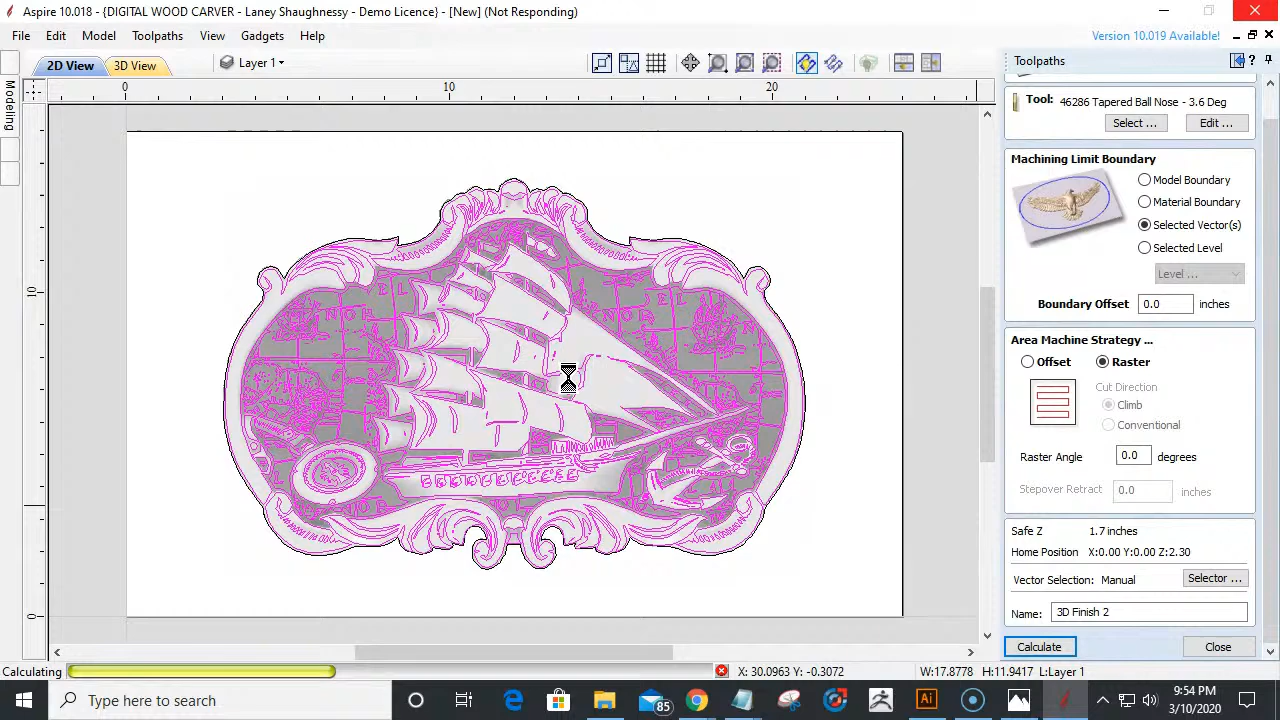 Aspire 10.018 - {DIGITAL WOOD CARVER - Laney Shaughnessy - Demo Licence} - [New] (Not Responding)
File Edit Model Toolpaths View Gadgets Help
Version 10.019 Available!
2D View
3D View
Layer 1
Toolpaths
Modeling
0 10 20
10
0
Tool: 46286 Tapered Ball Nose - 3.6 Deg
Select ...
Edit ...
Machining Limit Boundary
Model Boundary
Material Boundary
Selected Vector(s)
Selected Level
Level ...
Boundary Offset 0.0 inches
Area Machine Strategy ...
Offset
Raster
Cut Direction
Climb
Conventional
Raster Angle 0.0 degrees
Stepover Retract 0.0 inches
Safe Z 1.7 inches
Home Position X:0.00 Y:0.00 Z:2.30
Vector Selection: Manual
Selector ...
Name: 3D Finish 2
Calculate
Close
E L
N O R
N O R
E L
N
Calculating
X: 30.0963 Y: -0.3072
W:17.8778 H:11.9417 L:Layer 1
Type here to search
85
Ai
9:54 PM
3/10/2020